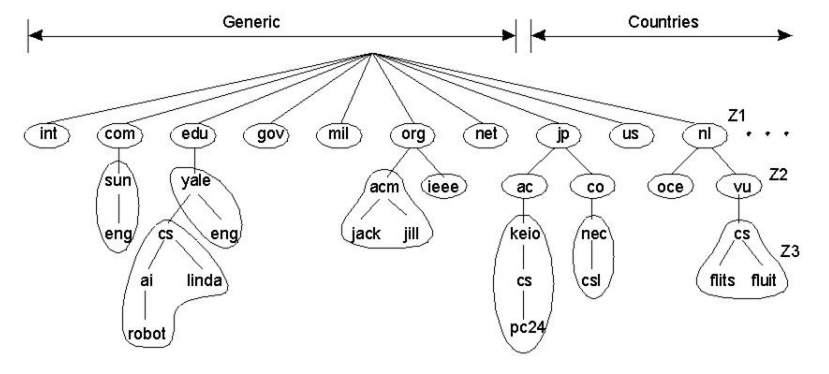 Generic Countries
Z1
int com edu gov mil org net jp us nl . . .
sun yale acm ieee ac co oce vu Z2
eng cs eng jack jill keio nec cs
Z3
ai linda cs csl flits fluit
robot pc24